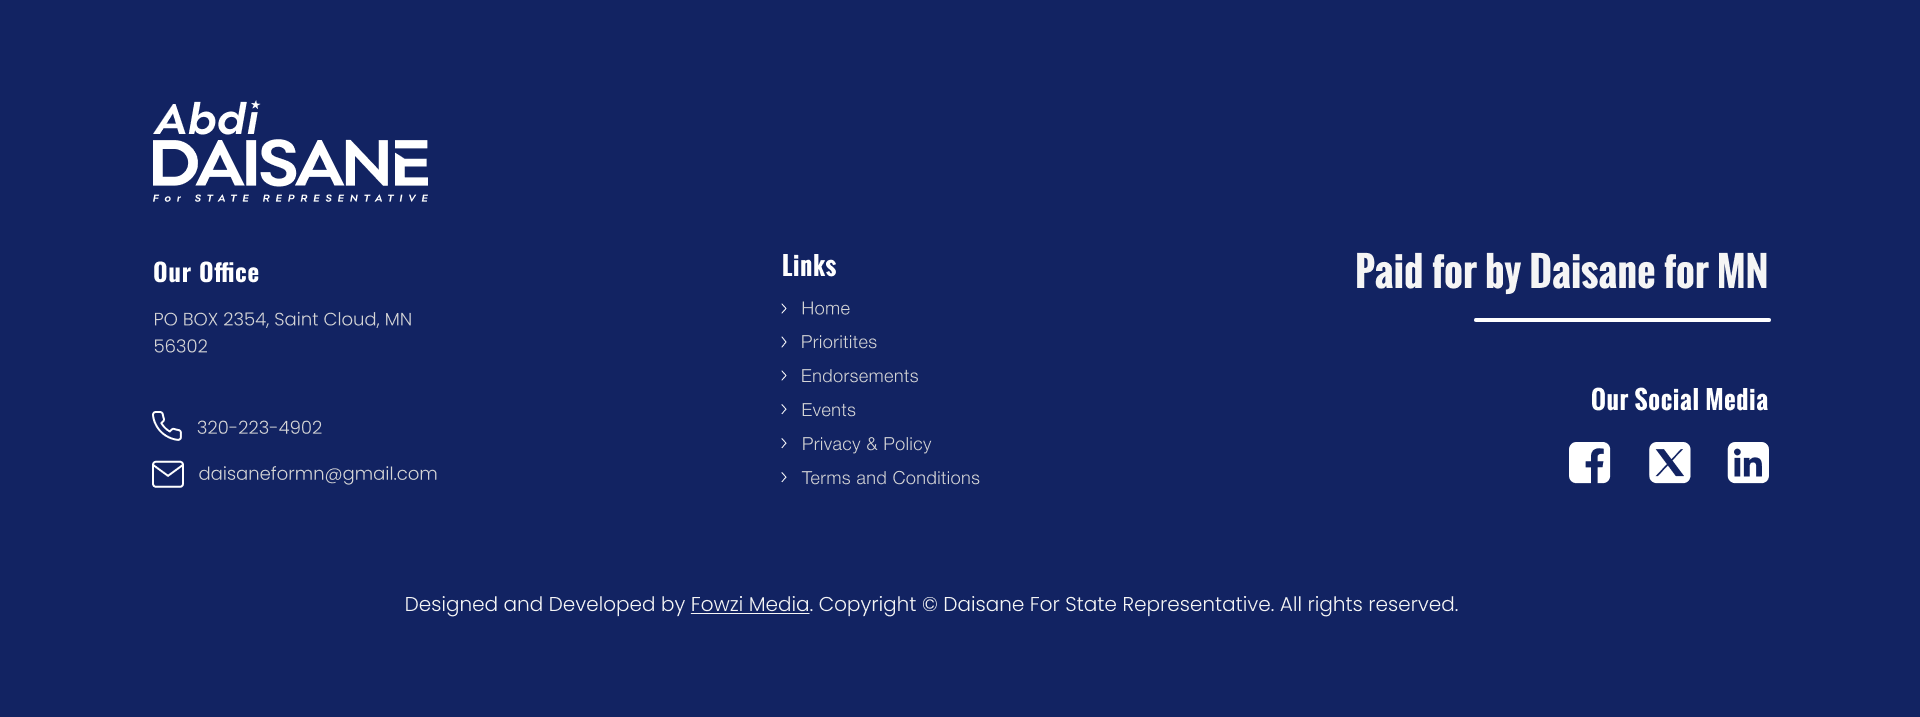 Abdi
DAISANE
For STATE REPRESENTATIVE
Our Office
PO BOX 2354, Saint Cloud, MN
56302
320-223-4902
daisaneformn@gmail.com
Links
Home
Prioritites
Endorsements
Events
Privacy & Policy
Terms and Conditions
Paid for by Daisane for MN
Our Social Media
Designed and Developed by Fowzi Media. Copyright © Daisane For State Representative. All rights reserved.